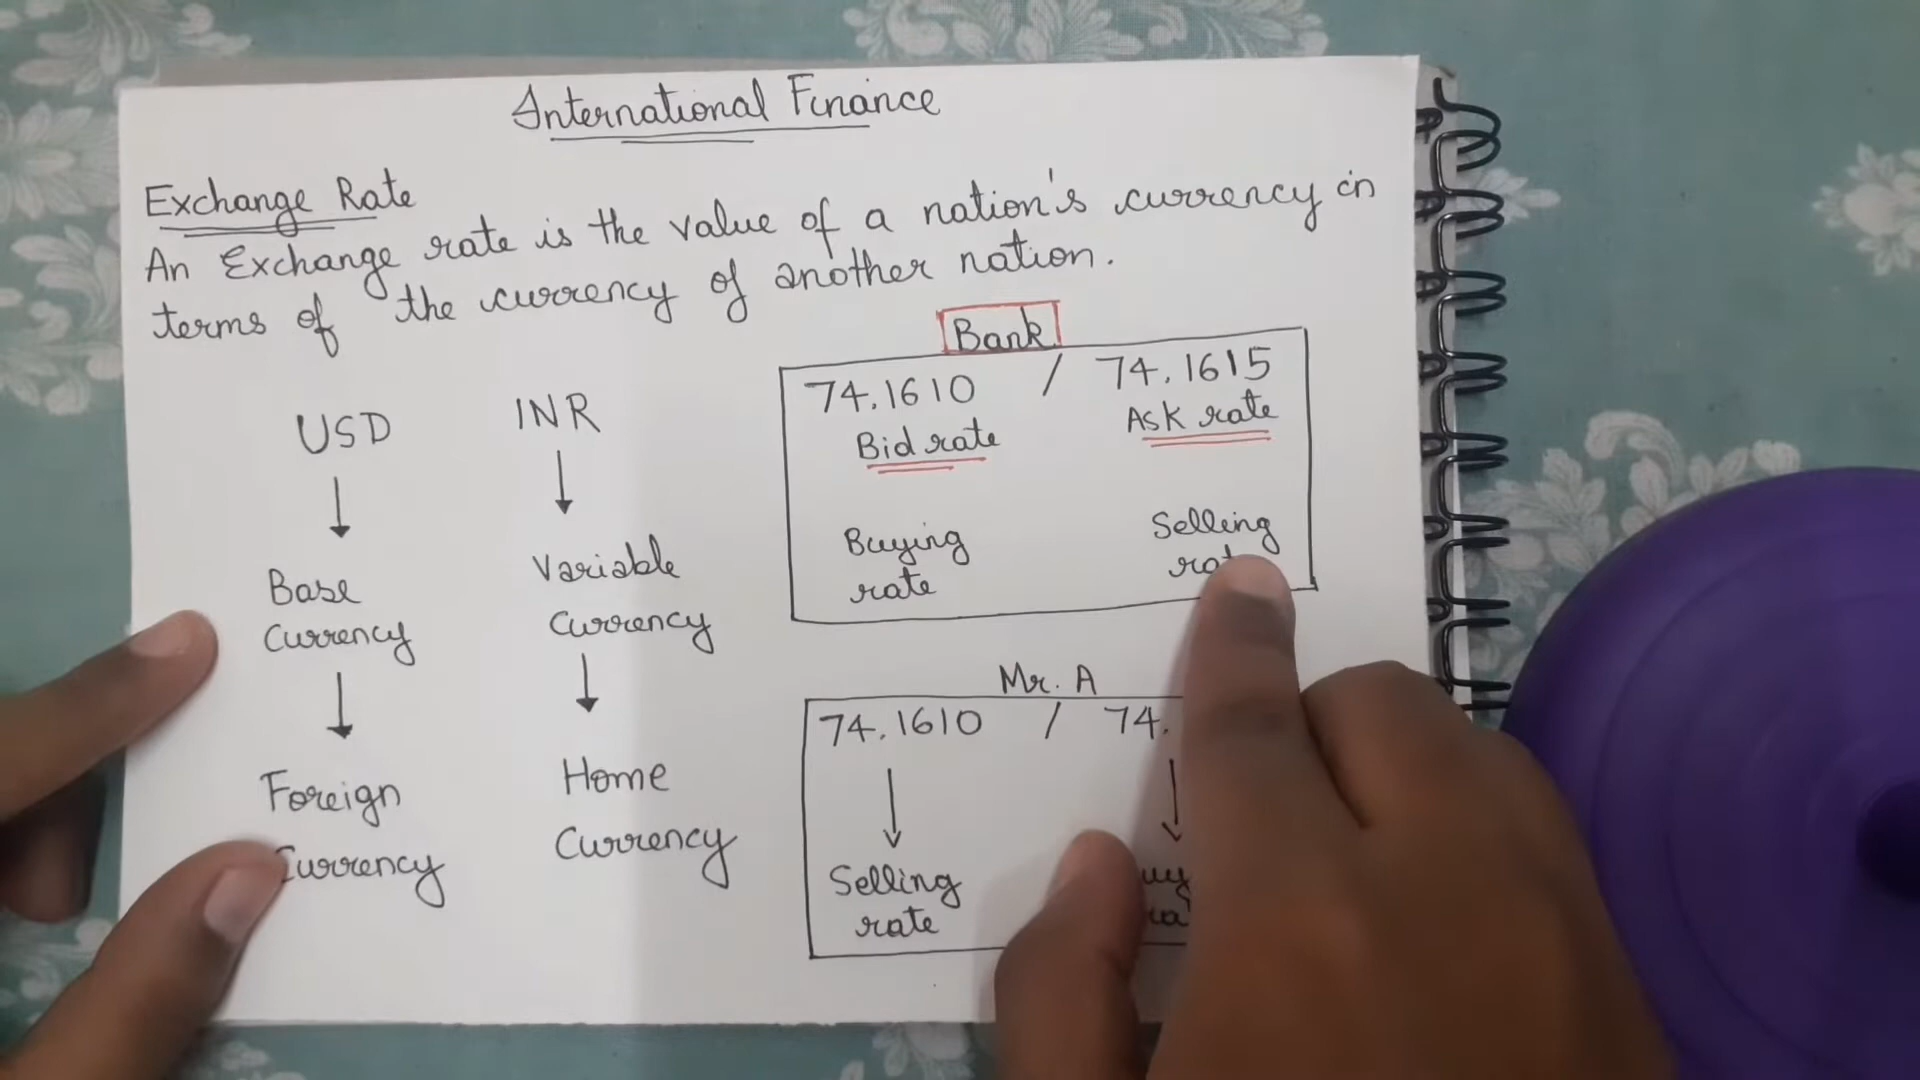 International Finance
Exchange Rate
An Exchange rate is the value of a nation's currency in
terms of the currency of another nation.
USD
INR
Base
Currency
Variable
Currency
Foreign
Currency
Home
Currency
Bank
74.1610 / 74.1615
Bid rate
Ask rate
Buying
rate
Selling
Mr. A
74.1610 / 74.
Selling
rate